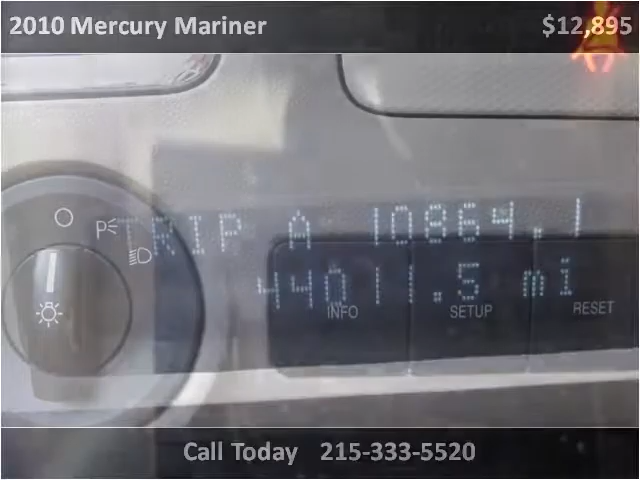 2010 Mercury Mariner $12,895
TRIP A 10864.1
44011.5 mi
INFO SETUP RESET
Call Today 215-333-5520